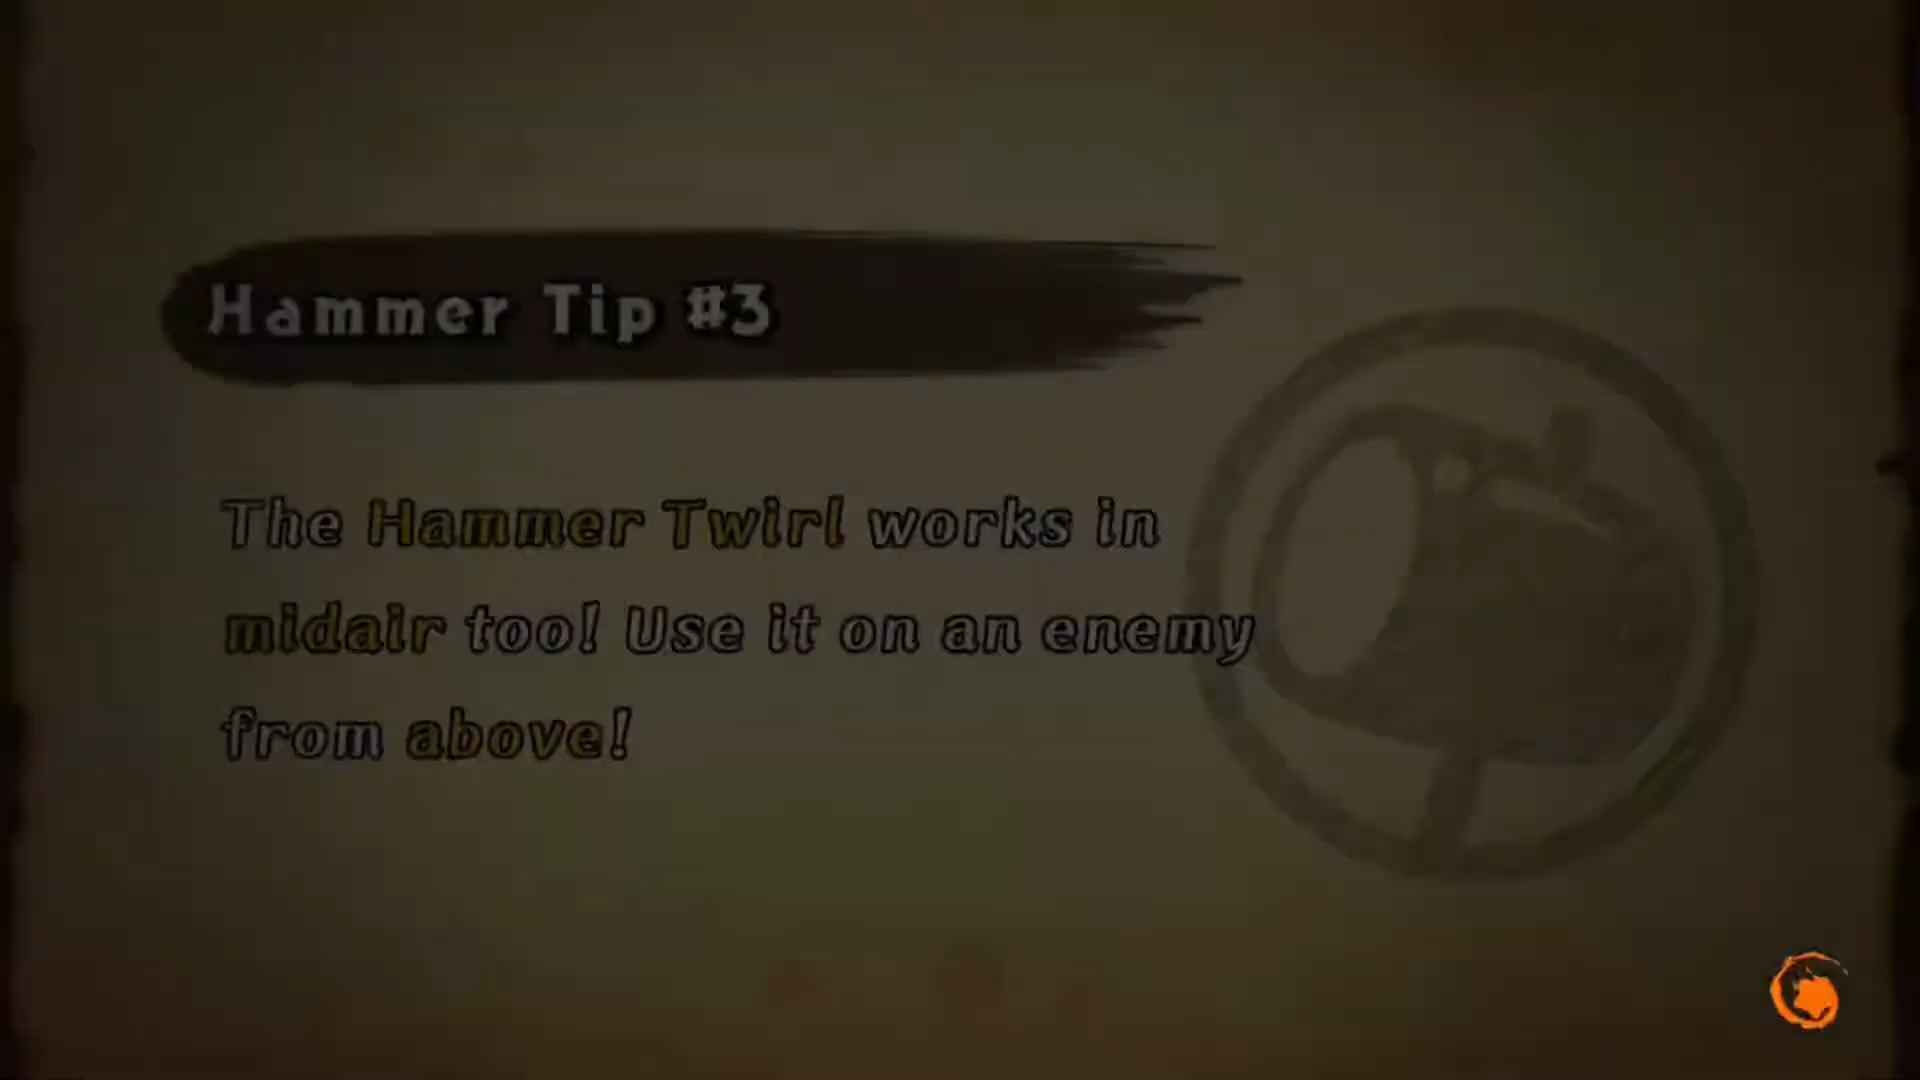 Hammer Tip #3
The Hammer Twirl works in
midair too! Use it on an enemy
from above!